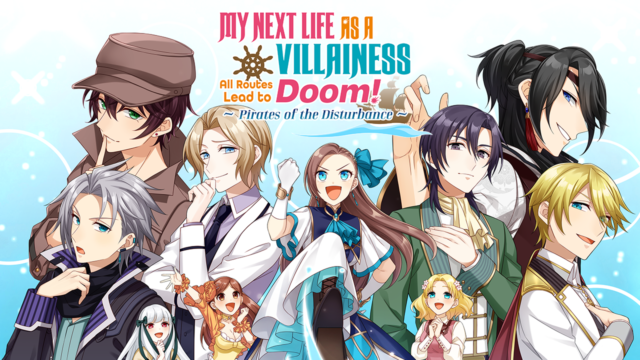 MY NEXT LIFE AS A
VILLAINESS
All Routes
Lead to Doom!
~ Pirates of the Disturbance ~